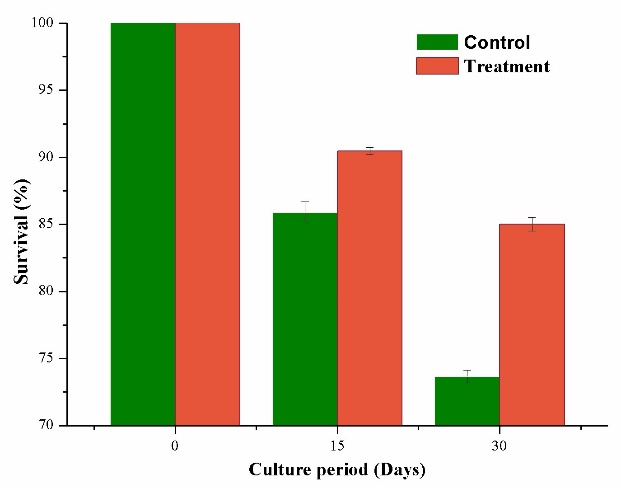 100
95
90
85
80
75
70
Survival (%)
Control
Treatment
0
15
30
Culture period (Days)